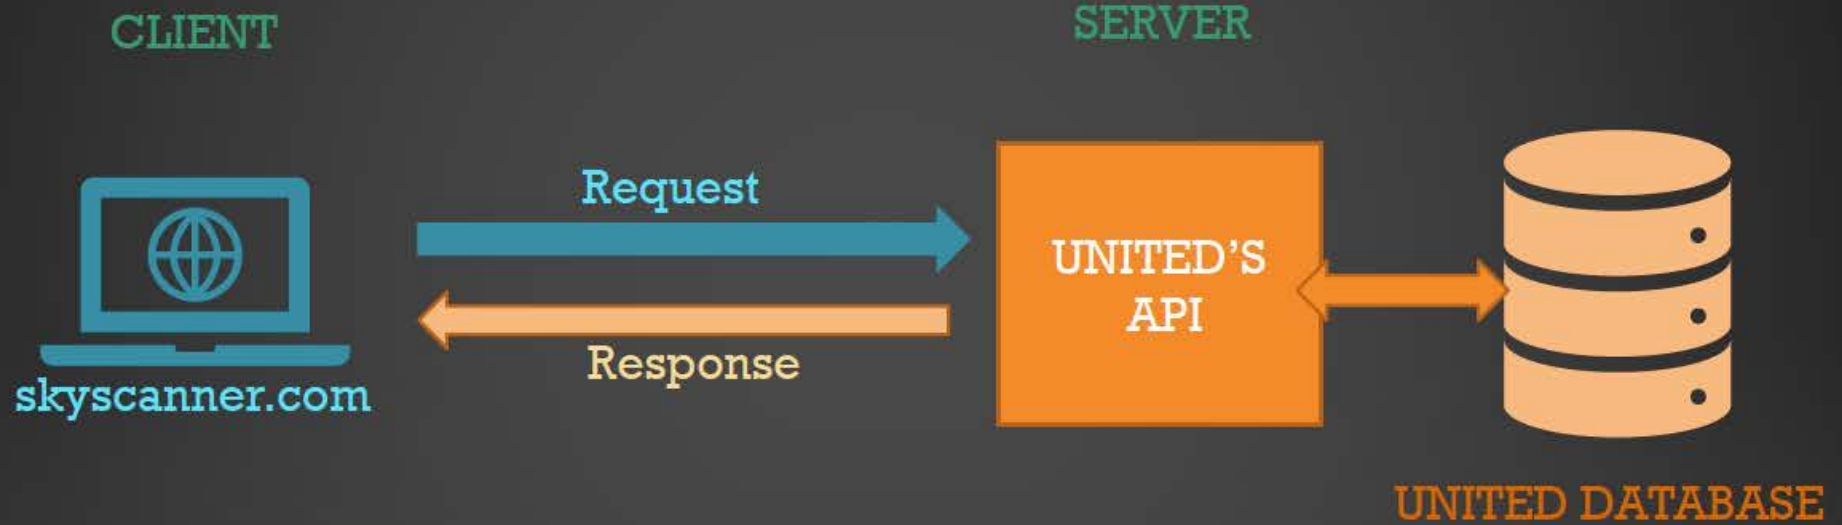 CLIENT
SERVER
Request
UNITED'S
API
Response
skyscanner.com
UNITED DATABASE